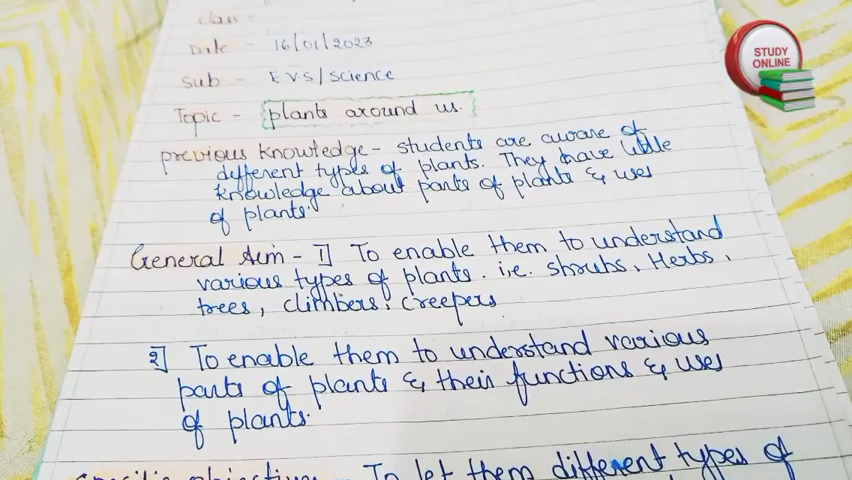 class =
Date - 16/01/2023
Sub - EVS/Science
Topic - plants around us.
previous Knowledge - students are aware of
different types of plants. They have little
knowledge about parts of plants & uses
of plants.
General Aim - 1] To enable them to understand
various types of plants. i.e. shrubs, Herbs,
trees, climbers, creepers
2] To enable them to understand various
parts of plants & their functions & uses
of plants.
specific objective - To let them different types of
STUDY
ONLINE